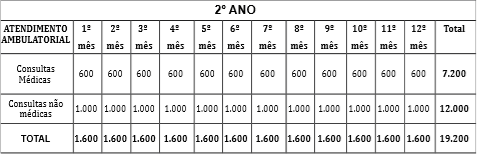 2º ANO
ATENDIMENTO AMBULATORIAL 1º mês 2º mês 3º mês 4º mês 5º mês 6º mês 7º mês 8º mês 9º mês 10º mês 11º mês 12º mês Total
Consultas Médicas 600 600 600 600 600 600 600 600 600 600 600 600 7.200
Consultas não médicas 1.000 1.000 1.000 1.000 1.000 1.000 1.000 1.000 1.000 1.000 1.000 1.000 12.000
TOTAL 1.600 1.600 1.600 1.600 1.600 1.600 1.600 1.600 1.600 1.600 1.600 1.600 19.200